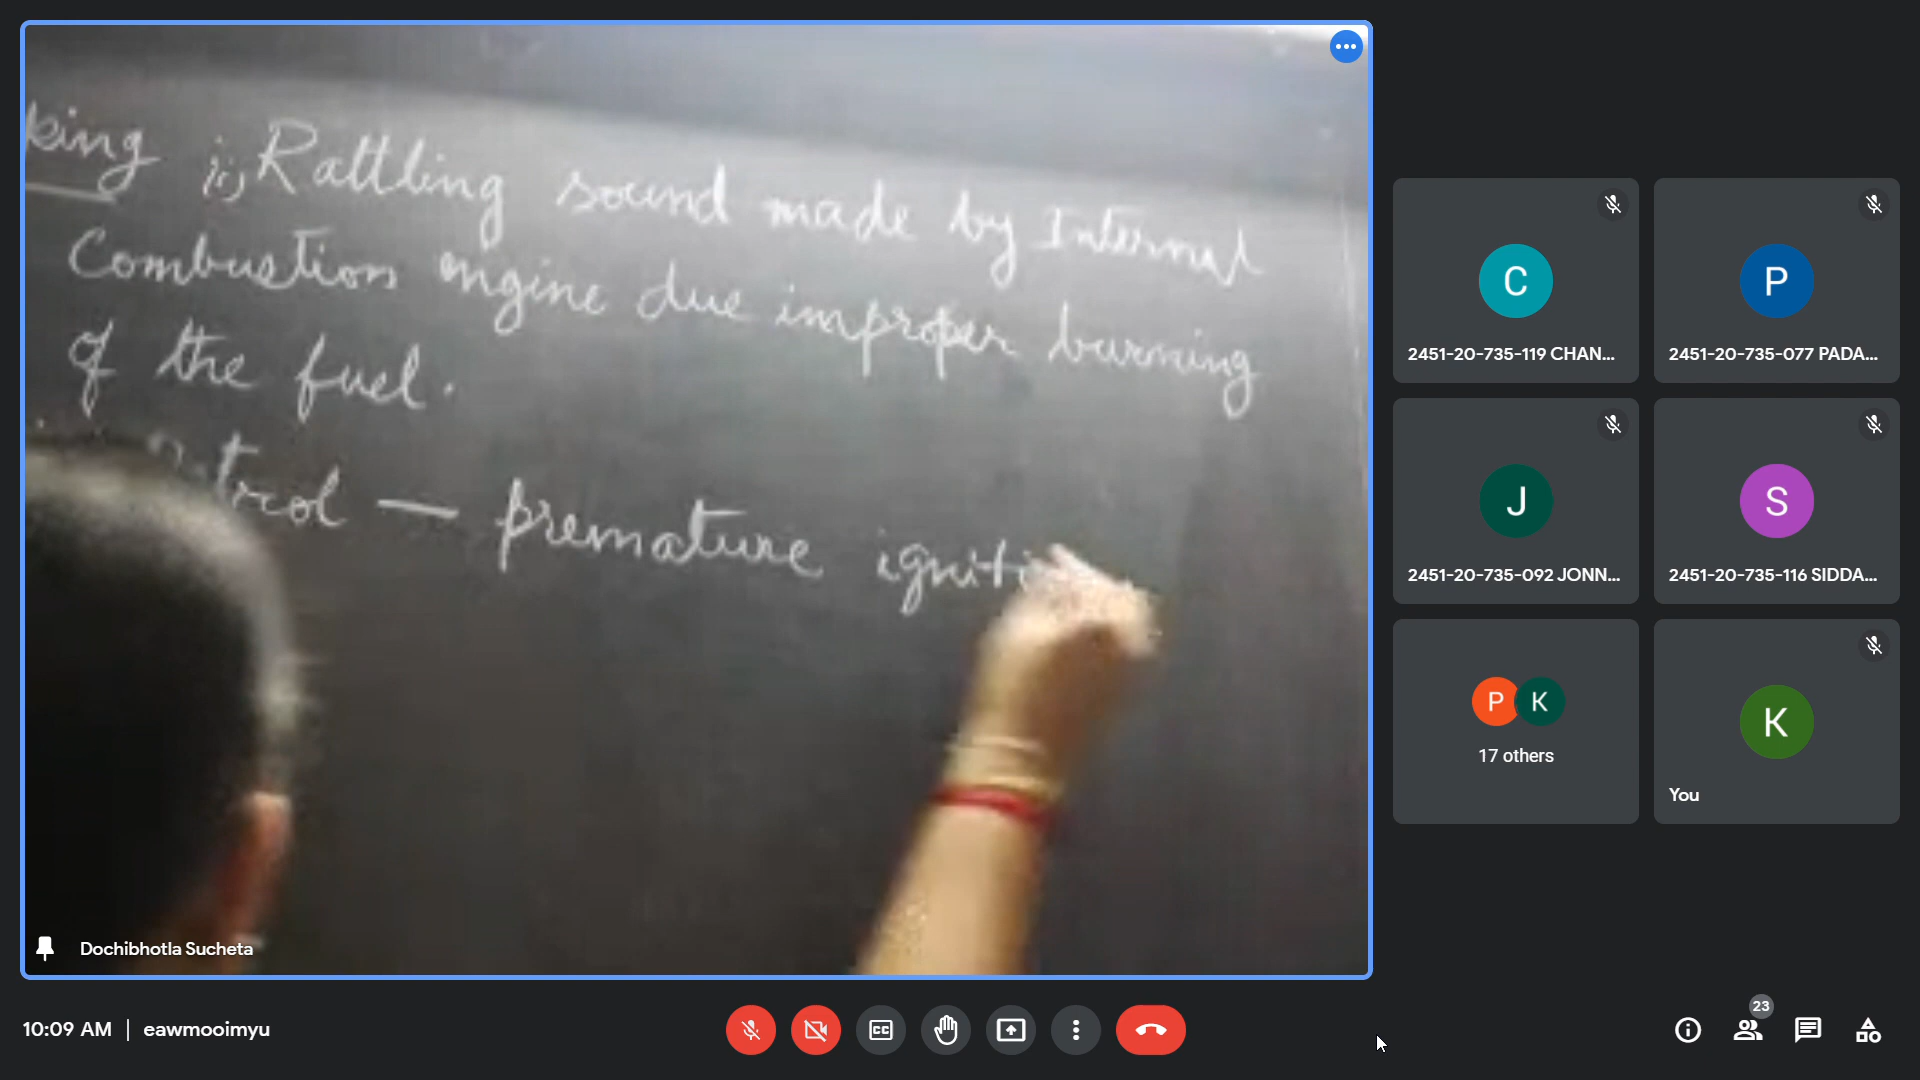 king i), Rattling sound made by Internal
Combustion engine due improper burning
of the fuel.
trol — premature igniti
Dochibhotla Sucheta
C
2451-20-735-119 CHAN...
P
2451-20-735-077 PADA...
J
2451-20-735-092 JONN...
S
2451-20-735-116 SIDDA...
P K
17 others
K
You
10:09 AM | eawmooimyu
CC
23